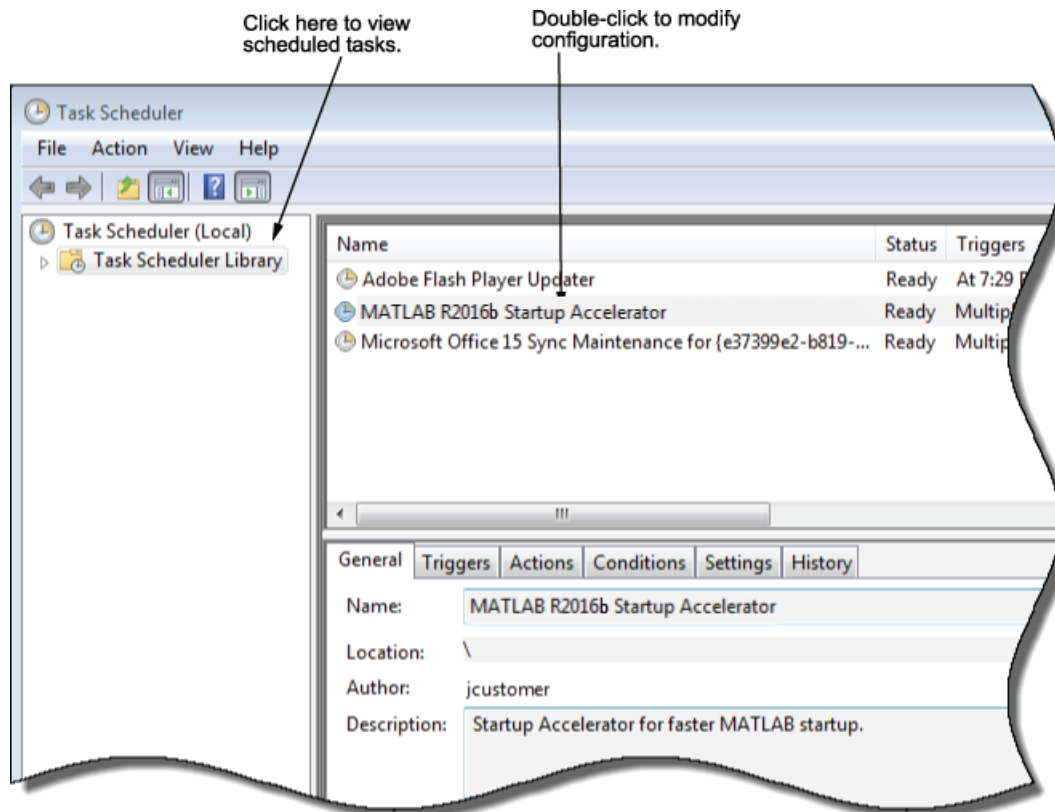 Click here to view
scheduled tasks.
Double-click to modify
configuration.
Task Scheduler
File Action View Help
Task Scheduler (Local)
Task Scheduler Library
Name Status Triggers
Adobe Flash Player Updater Ready At 7:29
MATLAB R2016b Startup Accelerator Ready
Microsoft Office 15 Sync Maintenance for {e37399e2-b819-... Ready
General Triggers Actions Conditions Settings History
Name: MATLAB R2016b Startup Accelerator
Location: \
Author: jcustomer
Description: Startup Accelerator for faster MATLAB startup.